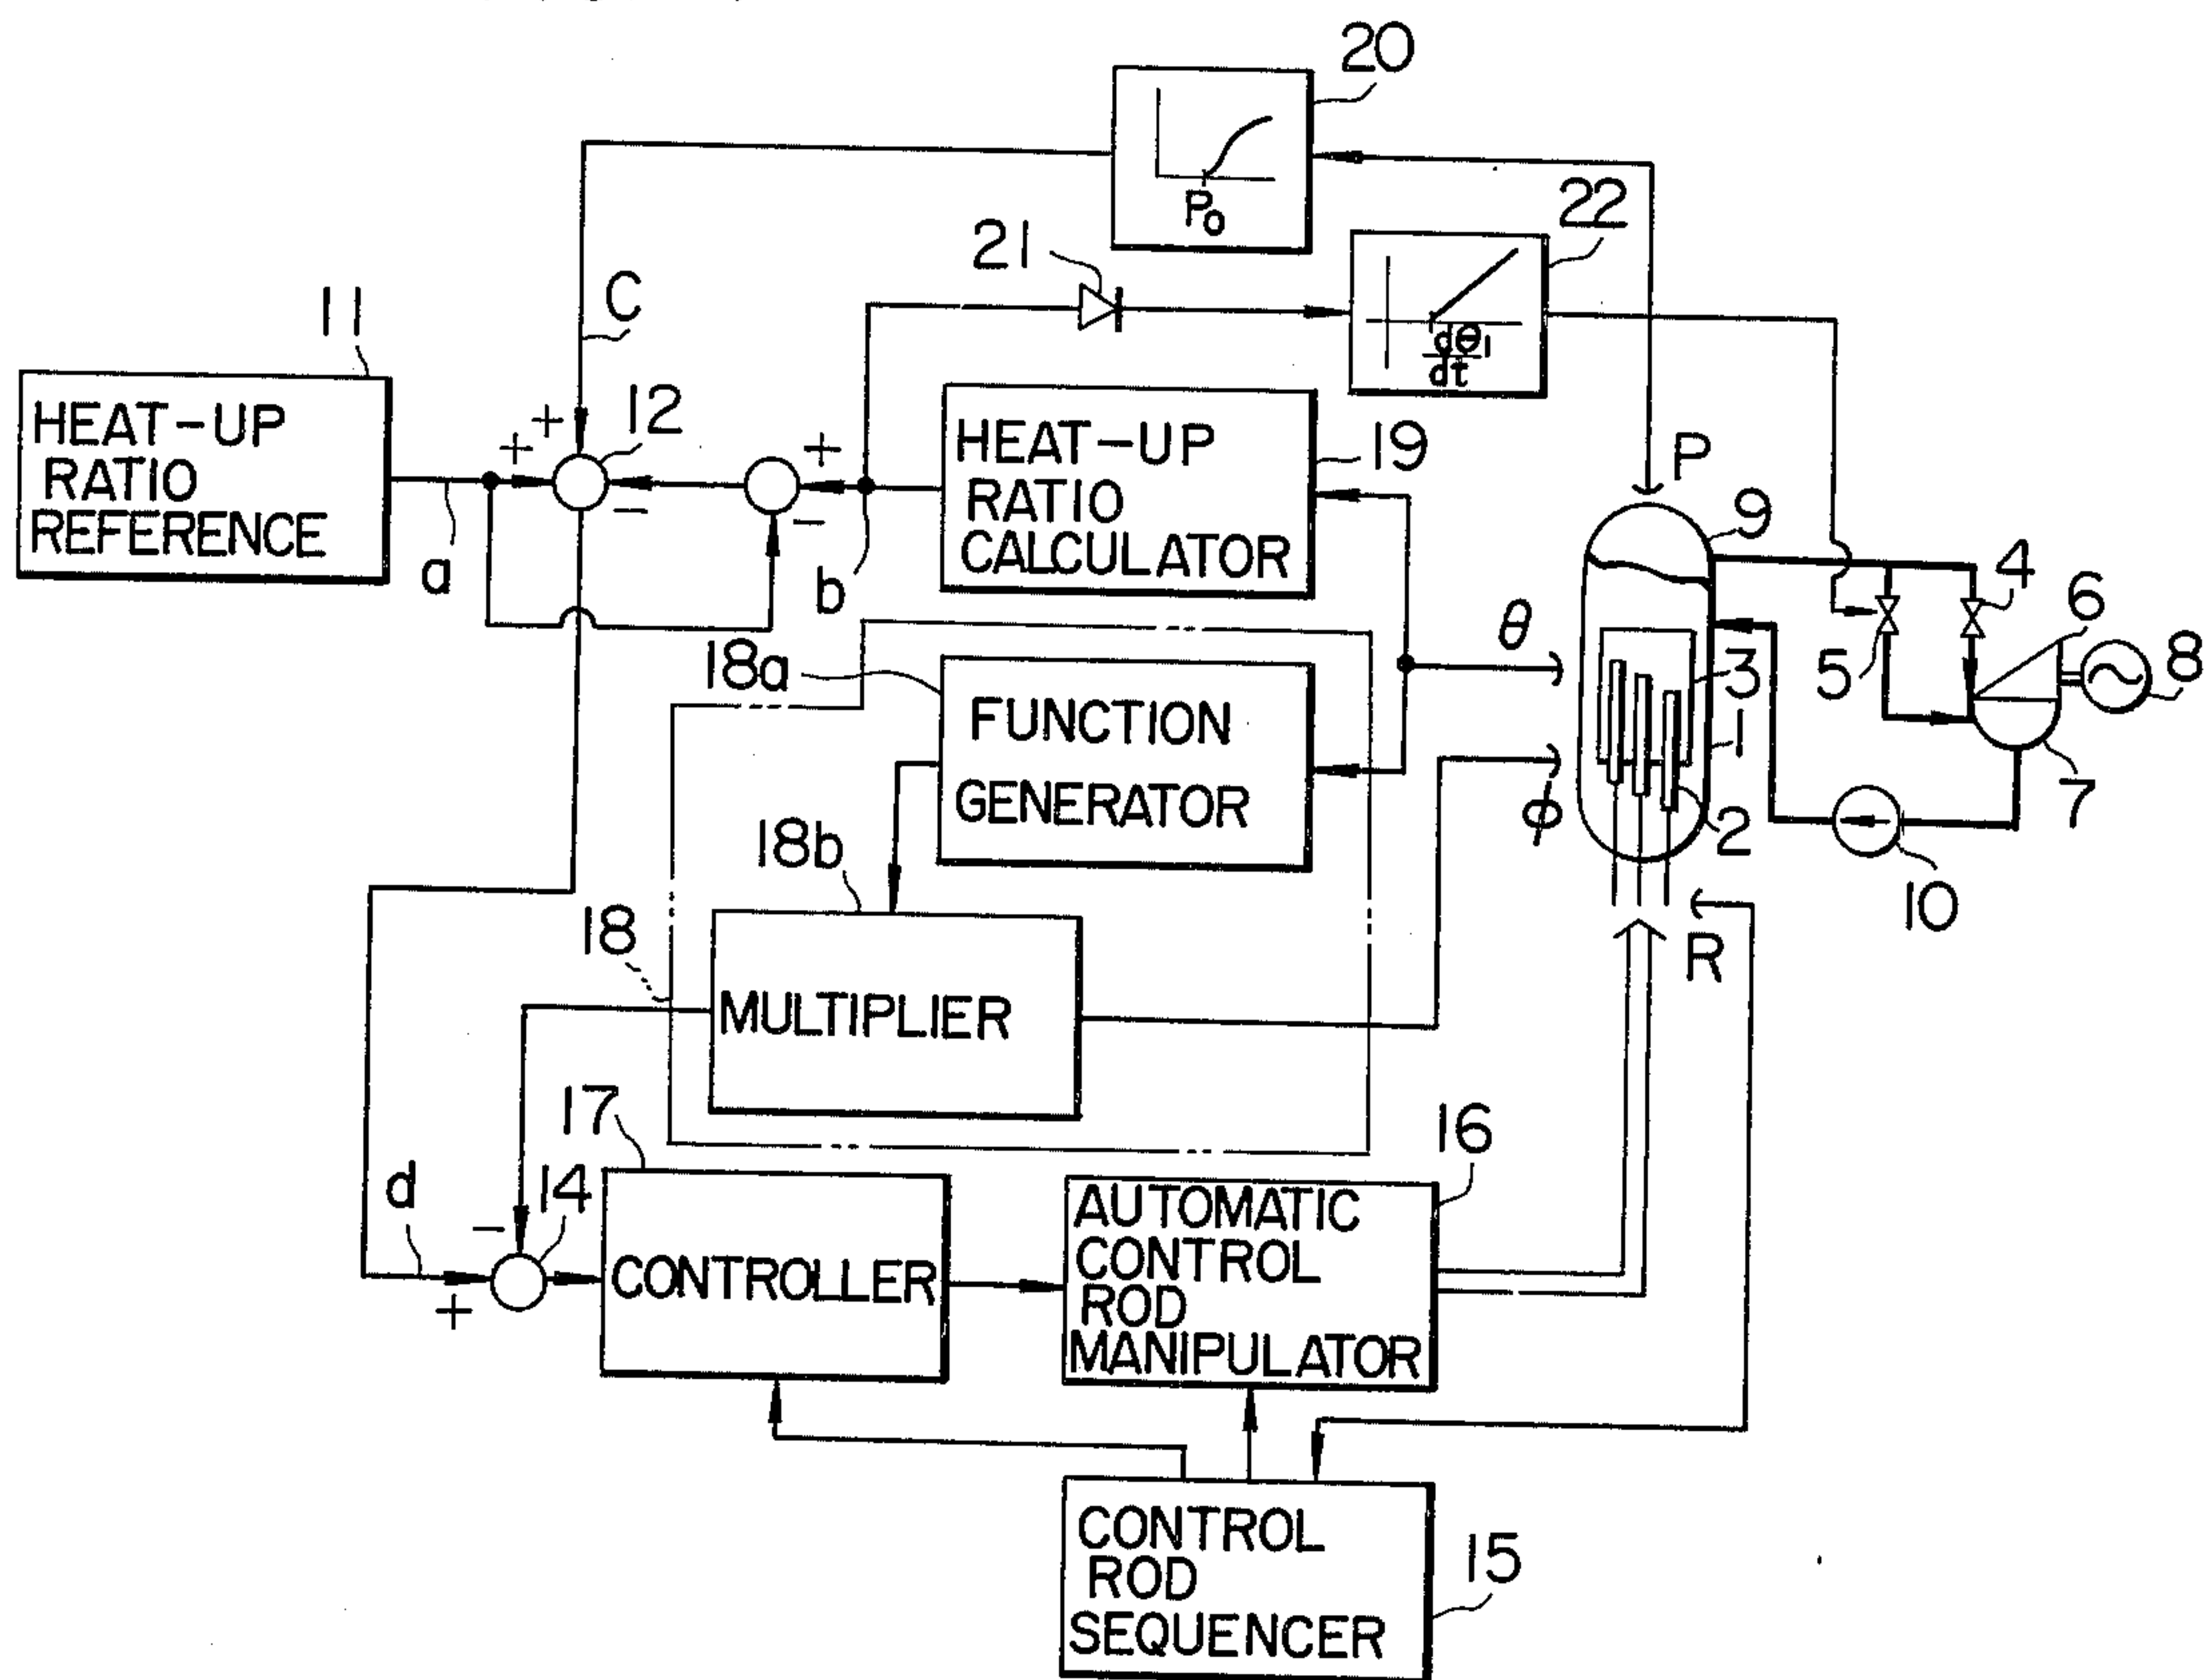 20
P₀
22
21
dθ₁
dt
C
11
HEAT-UP
RATIO
REFERENCE
a
+
+
12
-
+
-
b
HEAT-UP
RATIO
CALCULATOR
19
P
9
4
6
8
5
3
1
7
2
10
θ
ϕ
R
18a
FUNCTION
GENERATOR
18b
MULTIPLIER
18
17
d
-
14
+
CONTROLLER
16
AUTOMATIC
CONTROL
ROD
MANIPULATOR
CONTROL
ROD
SEQUENCER
15